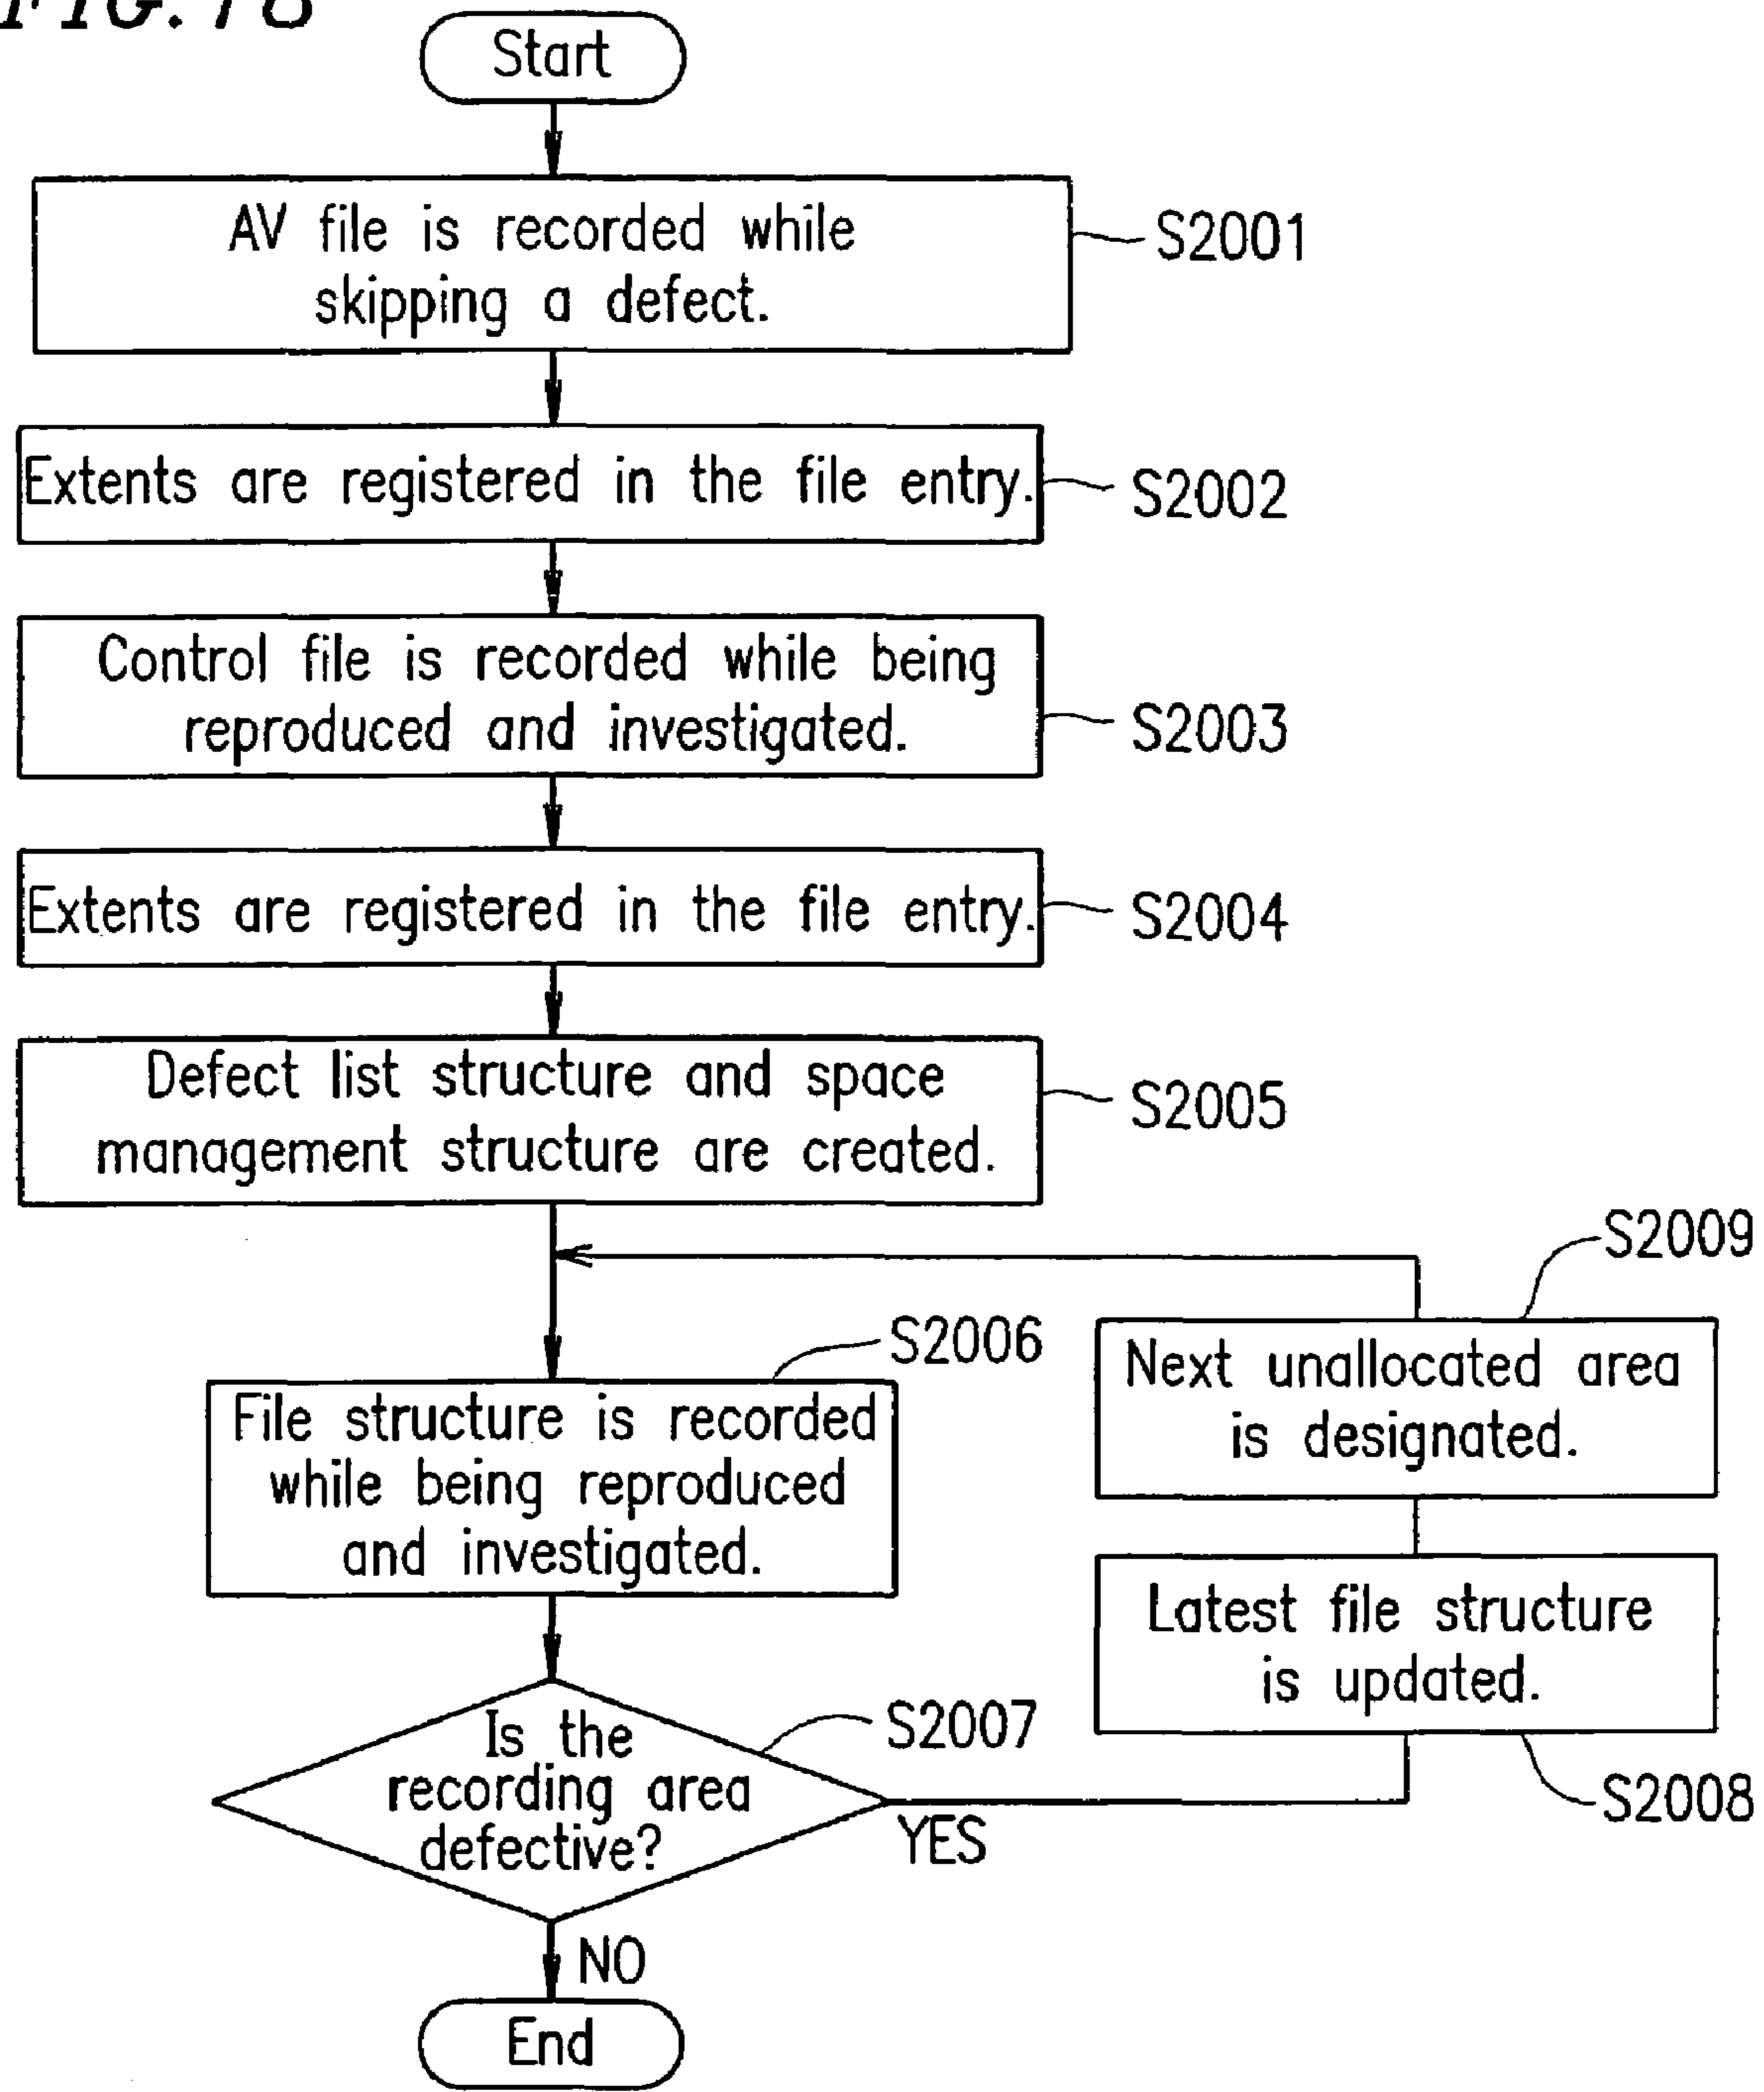 Start
AV file is recorded while
skipping a defect.
S2001
Extents are registered in the file entry.
S2002
Control file is recorded while being
reproduced and investigated.
S2003
Extents are registered in the file entry.
S2004
Defect list structure and space
management structure are created.
S2005
S2009
Next unallocated area
is designated.
S2006
File structure is recorded
while being reproduced
and investigated.
Latest file structure
is updated.
S2008
Is the
recording area
defective?
S2007
YES
NO
End